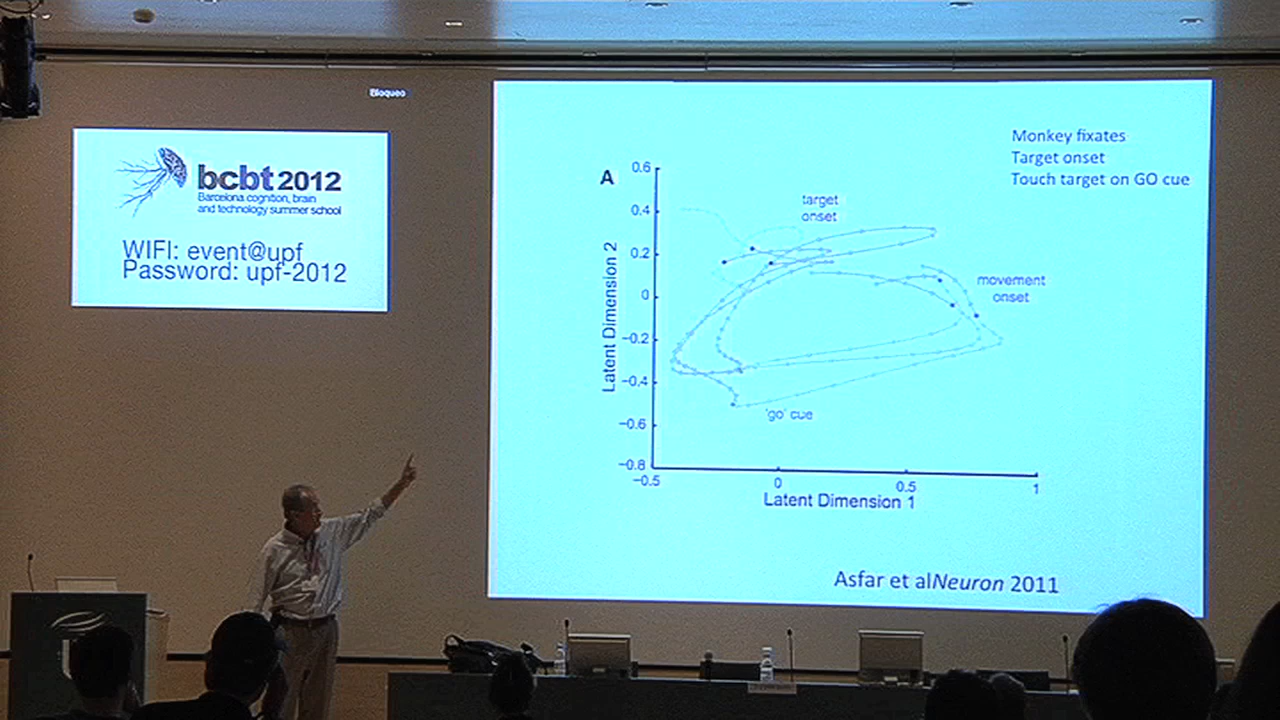 Bloqueo
bcbt 2012
Barcelona cognition, brain
and technology summer school
WIFI: event@upf
Password: upf-2012
Monkey fixates
Target onset
Touch target on GO cue
A
target
onset
movement
onset
'go' cue
Latent Dimension 2
0.6
0.4
0.2
0
−0.2
−0.4
−0.6
−0.8
−0.5
0
0.5
1
Latent Dimension 1
Asfar et alNeuron 2011